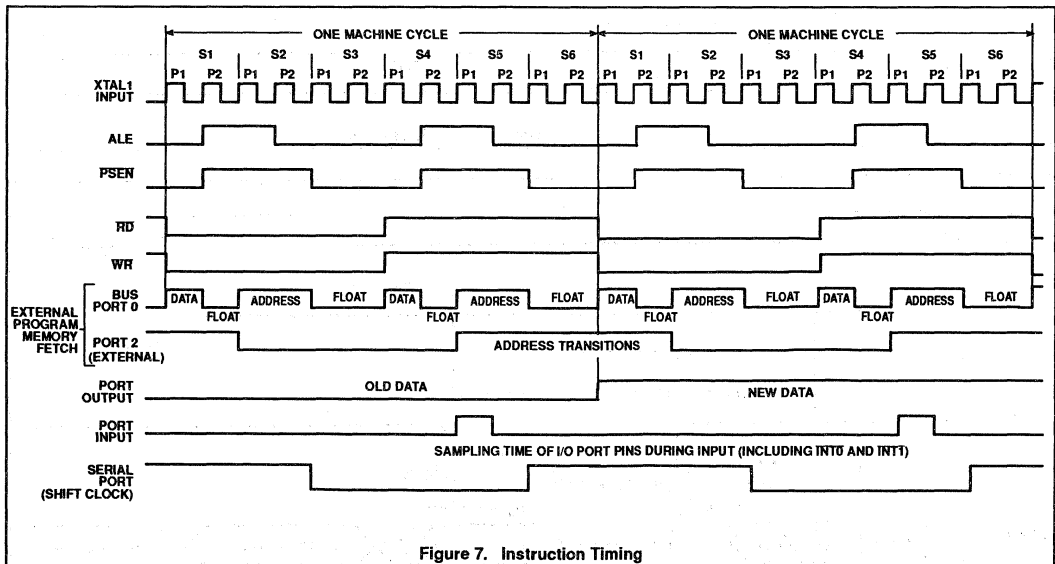 ONE MACHINE CYCLE ONE MACHINE CYCLE
S1 S2 S3 S4 S5 S6 S1 S2 S3 S4 S5 S6
P1 P2 P1 P2 P1 P2 P1 P2 P1 P2 P1 P2 P1 P2 P1 P2 P1 P2 P1 P2 P1 P2 P1 P2
XTAL1
INPUT
ALE
PSEN
RD
WR
EXTERNAL
PROGRAM
MEMORY
FETCH
BUS
PORT 0
DATA ADDRESS FLOAT DATA ADDRESS FLOAT DATA ADDRESS FLOAT DATA ADDRESS FLOAT
FLOAT FLOAT FLOAT FLOAT
PORT 2
(EXTERNAL)
ADDRESS TRANSITIONS
PORT
OUTPUT
OLD DATA NEW DATA
PORT
INPUT
SAMPLING TIME OF I/O PORT PINS DURING INPUT (INCLUDING INT0 AND INT1)
SERIAL
PORT
(SHIFT CLOCK)
Figure 7. Instruction Timing